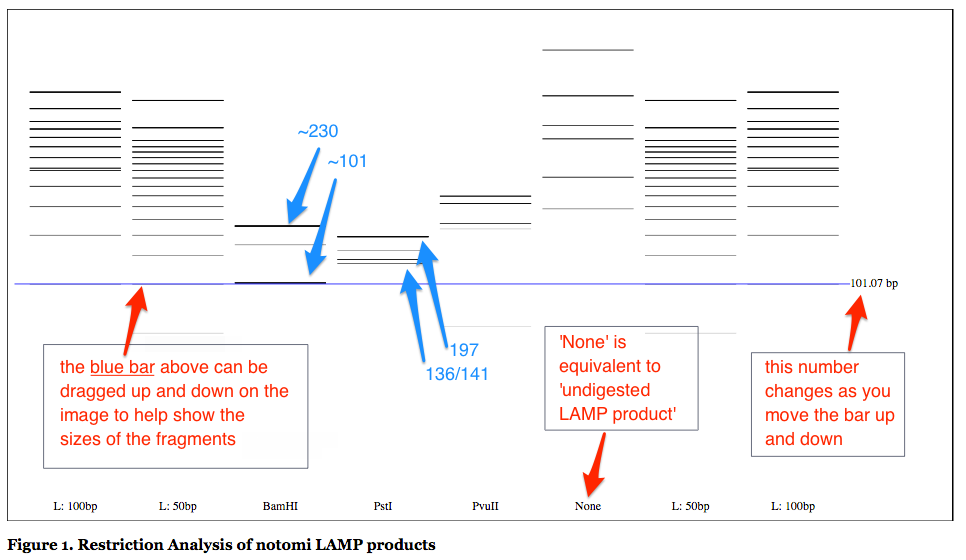 ~230
~101
101.07 bp
197
136/141
the blue bar above can be
dragged up and down on the
image to help show the
sizes of the fragments
'None' is
equivalent to
'undigested
LAMP product'
this number
changes as you
move the bar up
and down
L: 100bp
L: 50bp
BamHI
PstI
PvuII
None
L: 50bp
L: 100bp
Figure 1. Restriction Analysis of notomi LAMP products